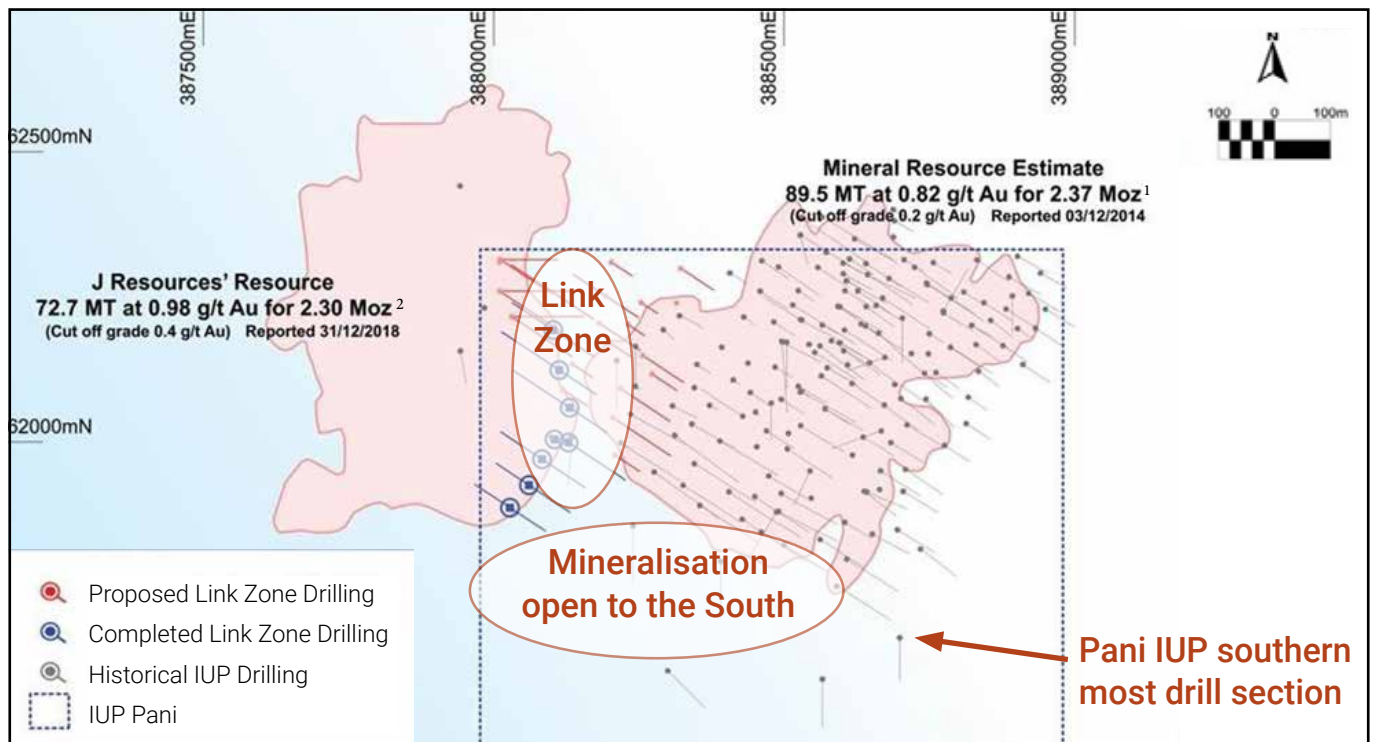 387500mE
388000mE
388500mE
389000mE
N
100 0 100m
62500mN
Mineral Resource Estimate
89.5 MT at 0.82 g/t Au for 2.37 Moz¹
(Cut off grade 0.2 g/t Au) Reported 03/12/2014
J Resources' Resource
72.7 MT at 0.98 g/t Au for 2.30 Moz²
(Cut off grade 0.4 g/t Au) Reported 31/12/2018
Link
Zone
62000mN
Mineralisation
open to the South
Pani IUP southern
most drill section
Proposed Link Zone Drilling
Completed Link Zone Drilling
Historical IUP Drilling
IUP Pani